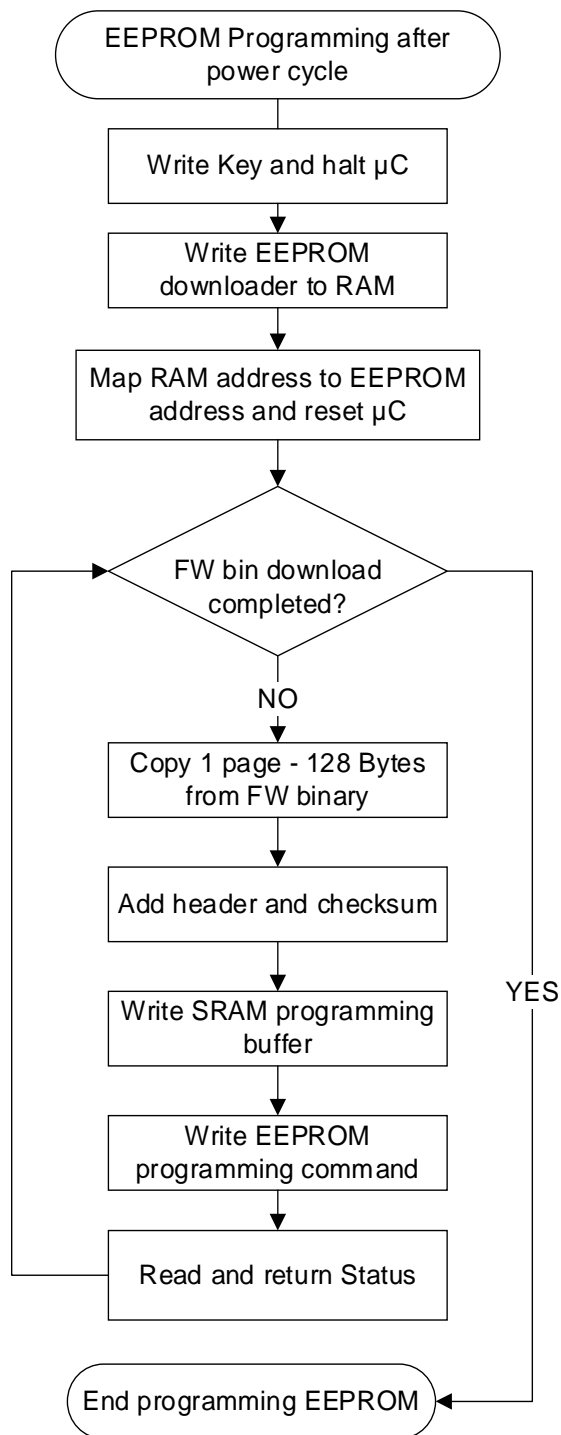 EEPROM Programming after
power cycle
Write Key and halt µC
Write EEPROM
downloader to RAM
Map RAM address to EEPROM
address and reset µC
FW bin download
completed?
NO
Copy 1 page - 128 Bytes
from FW binary
Add header and checksum
YES
Write SRAM programming
buffer
Write EEPROM
programming command
Read and return Status
End programming EEPROM